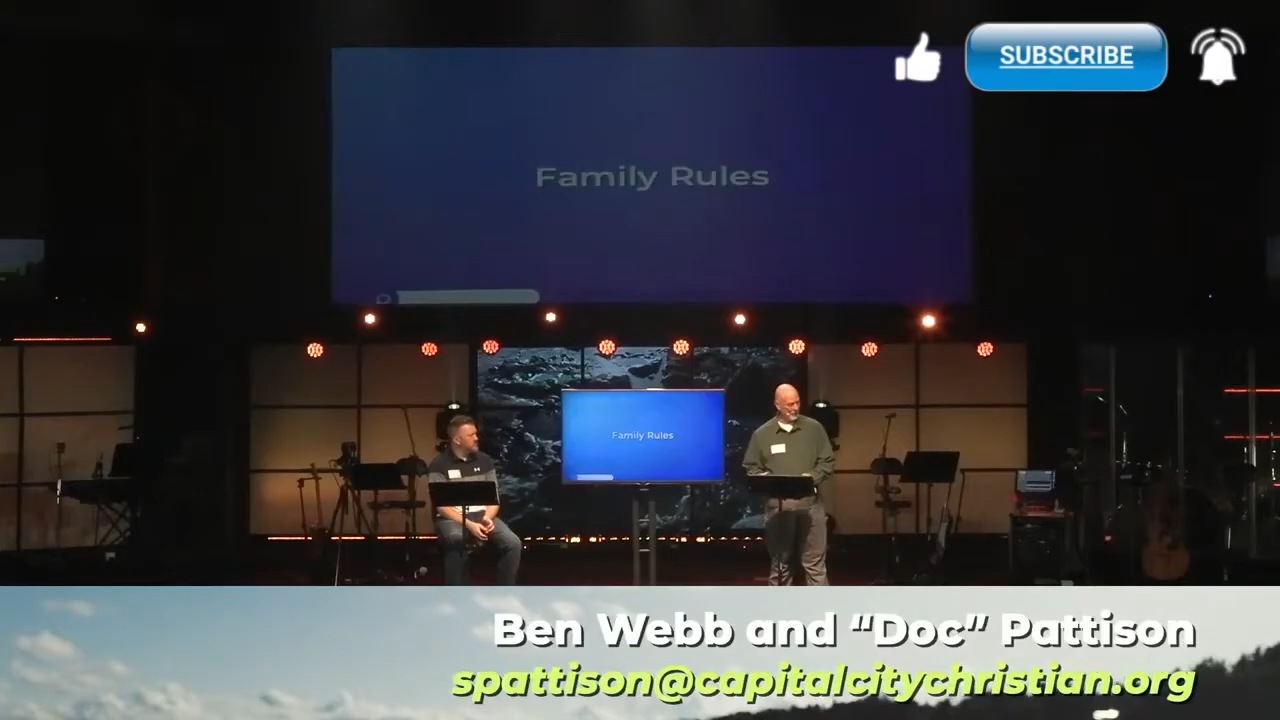 SUBSCRIBE
Family Rules
Family Rules
Ben Webb and “Doc” Pattison
spattison@capitalcitychristian.org